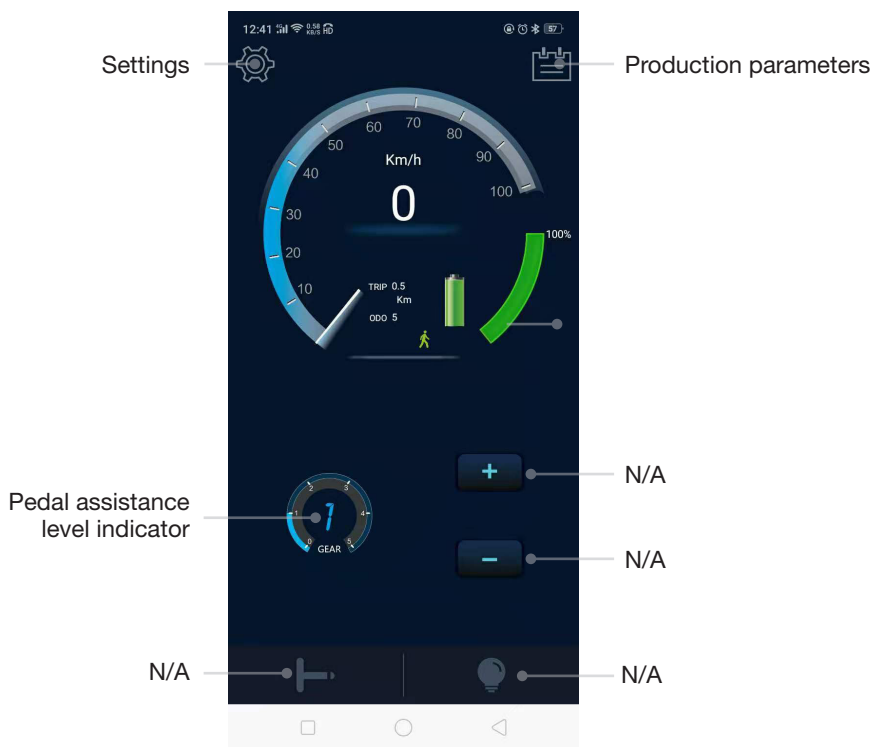 12:41 4G 0.58 KB/S HD 57
Settings
Production parameters
10
20
30
40
50
60
70
80
90
100
Km/h
0
100%
TRIP 0.5
Km
ODO 5
+
N/A
Pedal assistance
level indicator
0
1
2
3
4
5
1
GEAR
−
N/A
N/A
N/A